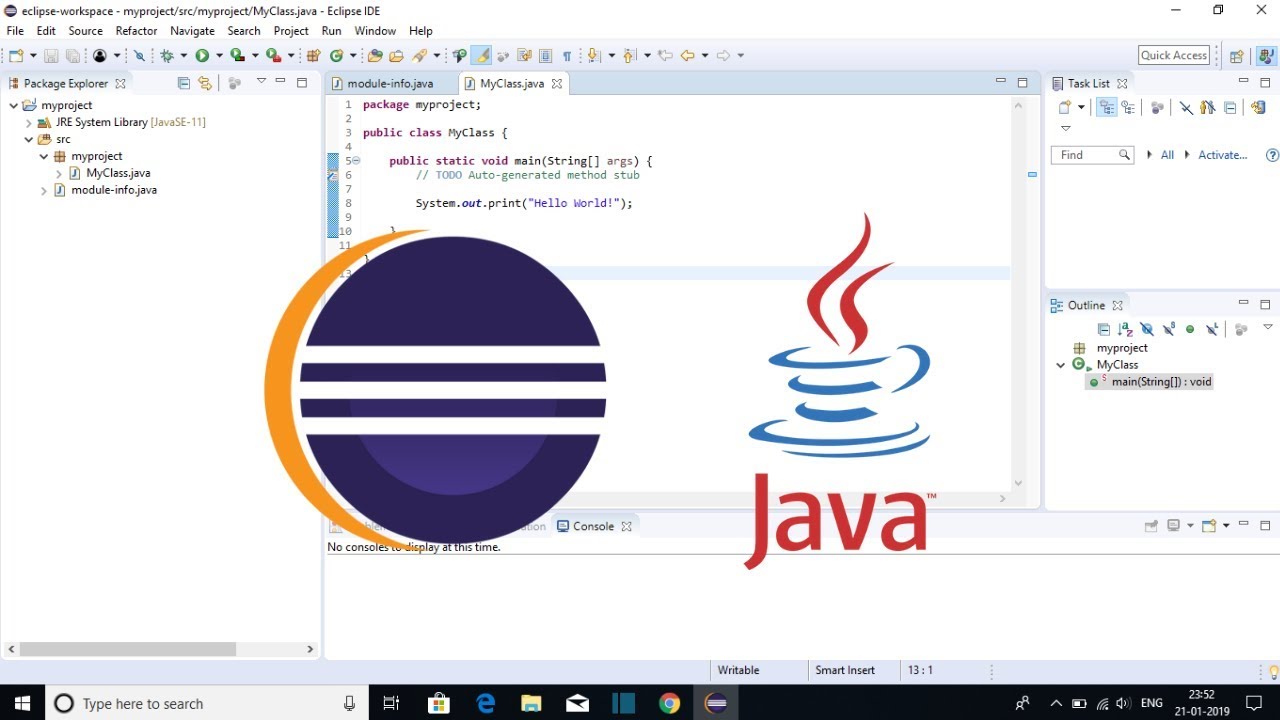 eclipse-workspace - myproject/src/myproject/MyClass.java - Eclipse IDE
File Edit Source Refactor Navigate Search Project Run Window Help
Quick Access
Package Explorer
myproject
JRE System Library [JavaSE-11]
src
myproject
MyClass.java
module-info.java
module-info.java
MyClass.java
1 package myproject;
2
3 public class MyClass {
4
5 public static void main(String[] args) {
6 // TODO Auto-generated method stub
7
8 System.out.print("Hello World!");
9
10 }
11
13
Java™
Task List
Find All Activate...
Outline
myproject
MyClass
main(String[]) : void
Console
No consoles to display at this time.
Writable Smart Insert 13 : 1
Type here to search
ENG
23:52
21-01-2019